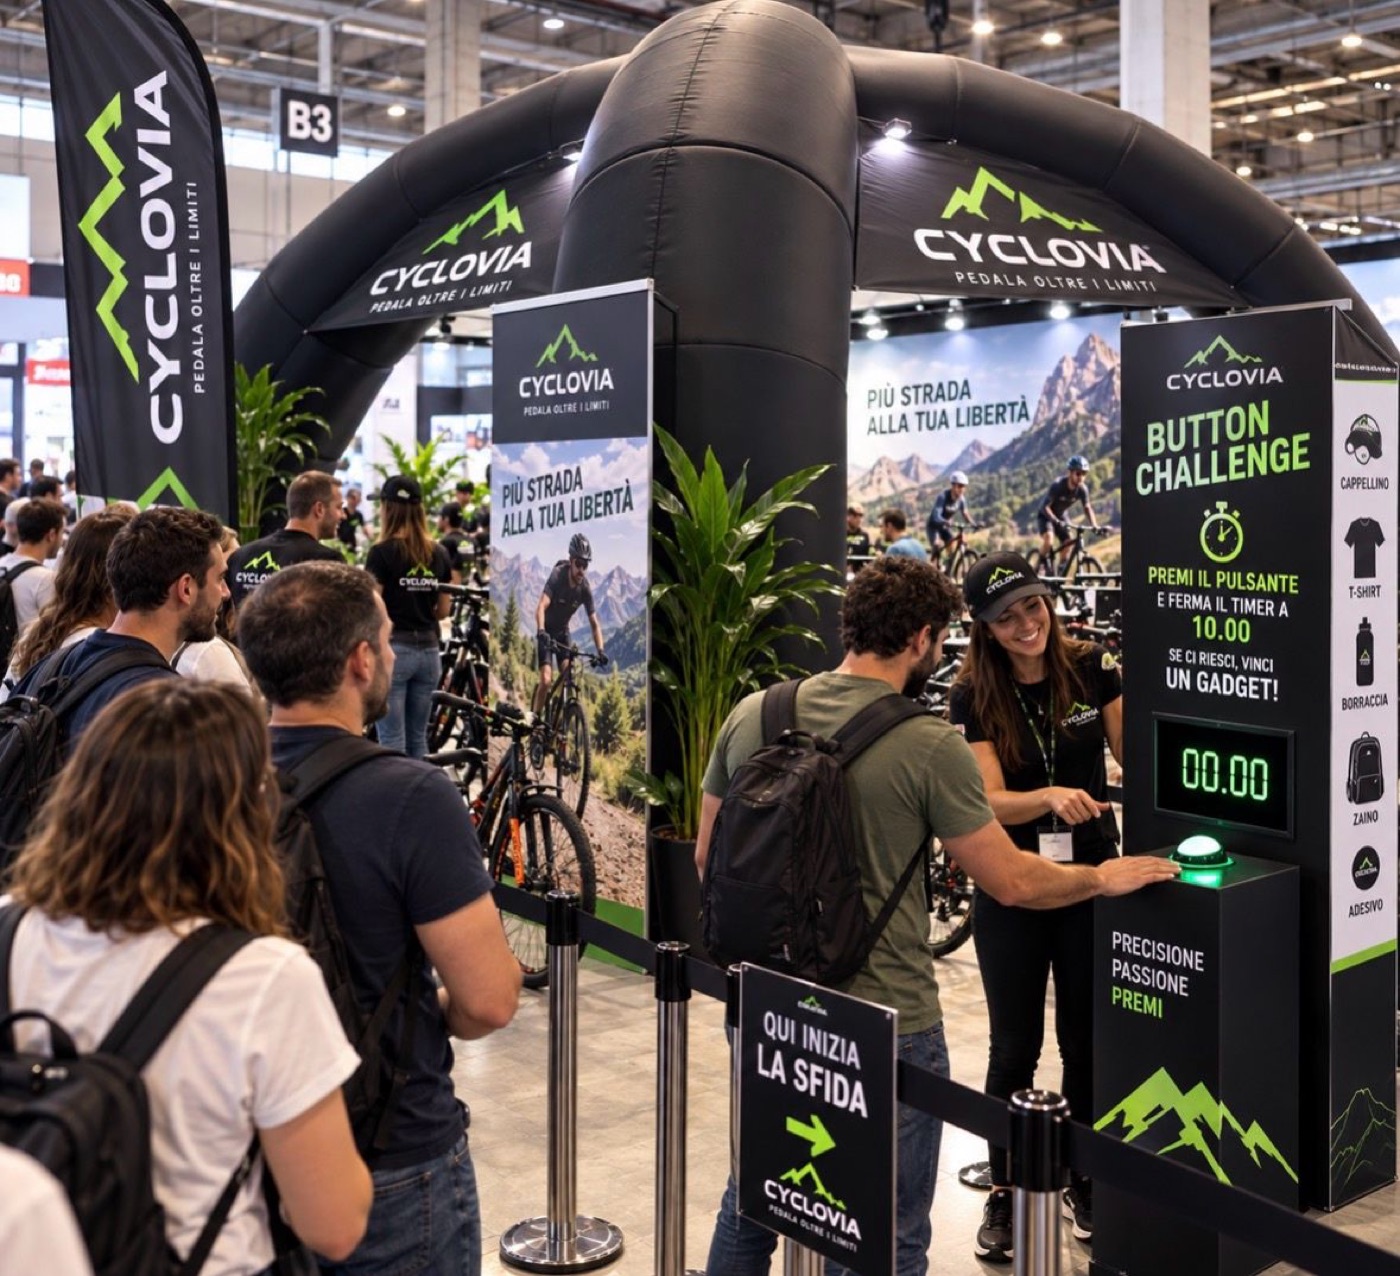 B3
CYCLOVIA
PEDALA OLTRE I LIMITI
CYCLOVIA
PEDALA OLTRE I LIMITI
CYCLOVIA
PEDALA OLTRE I LIMITI
CYCLOVIA
PEDALA OLTRE I LIMITI
PIÙ STRADA
ALLA TUA LIBERTÀ
PIÙ STRADA
ALLA TUA LIBERTÀ
CYCLOVIA
BUTTON
CHALLENGE
PREMI IL PULSANTE
E FERMA IL TIMER A
10.00
SE CI RIESCI, VINCI
UN GADGET!
00.00
PRECISIONE
PASSIONE
PREMI
CAPPELLINO
T-SHIRT
BORRACCIA
ZAINO
ADESIVO
CYCLOVIA
CYCLOVIA
CYCLOVIA
QUI INIZIA
LA SFIDA
CYCLOVIA
PEDALA OLTRE I LIMITI